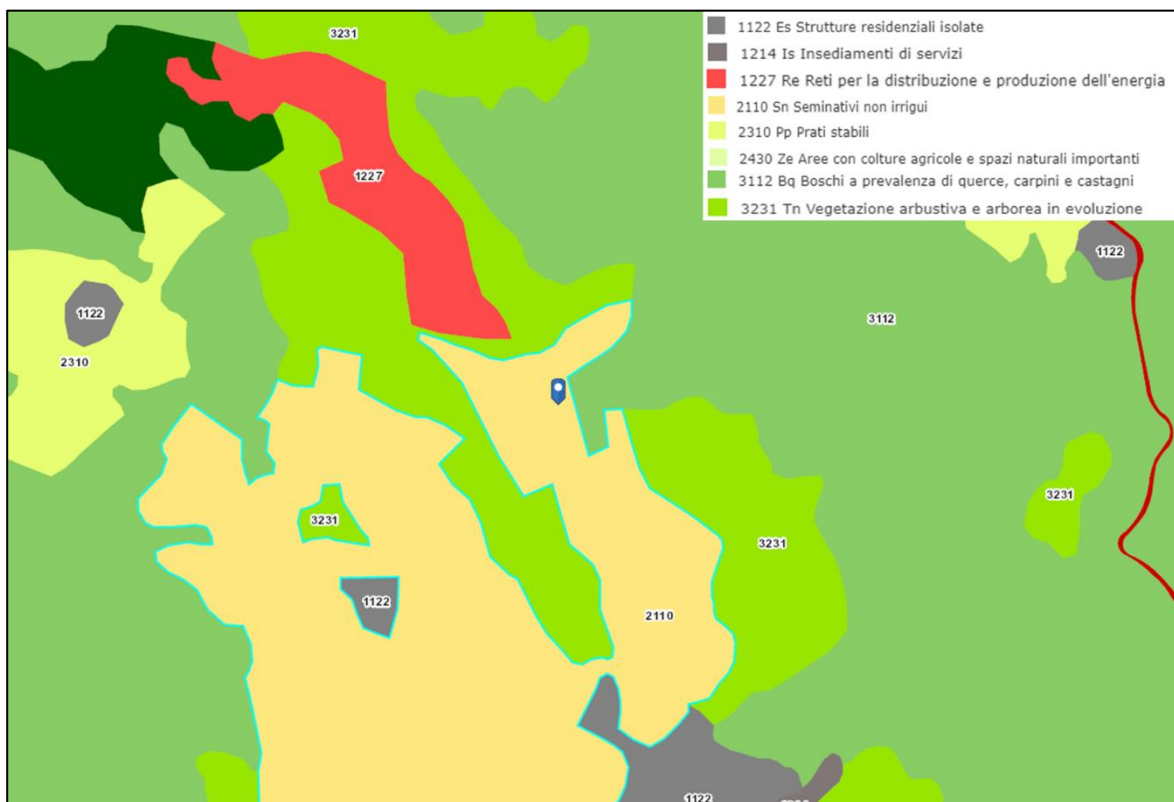 1122 Es Strutture residenziali isolate
1214 Is Insediamenti di servizi
1227 Re Reti per la distribuzione e produzione dell'energia
2110 Sn Seminativi non irrigui
2310 Pp Prati stabili
2430 Ze Aree con colture agricole e spazi naturali importanti
3112 Bq Boschi a prevalenza di querce, carpini e castagni
3231 Tn Vegetazione arbustiva e arborea in evoluzione
3231
1227
1122
1122
3112
2310
3231
3231
3231
1122
2110
1122